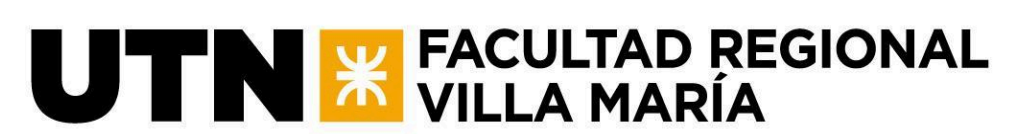 UTN FACULTAD REGIONAL
VILLA MARÍA